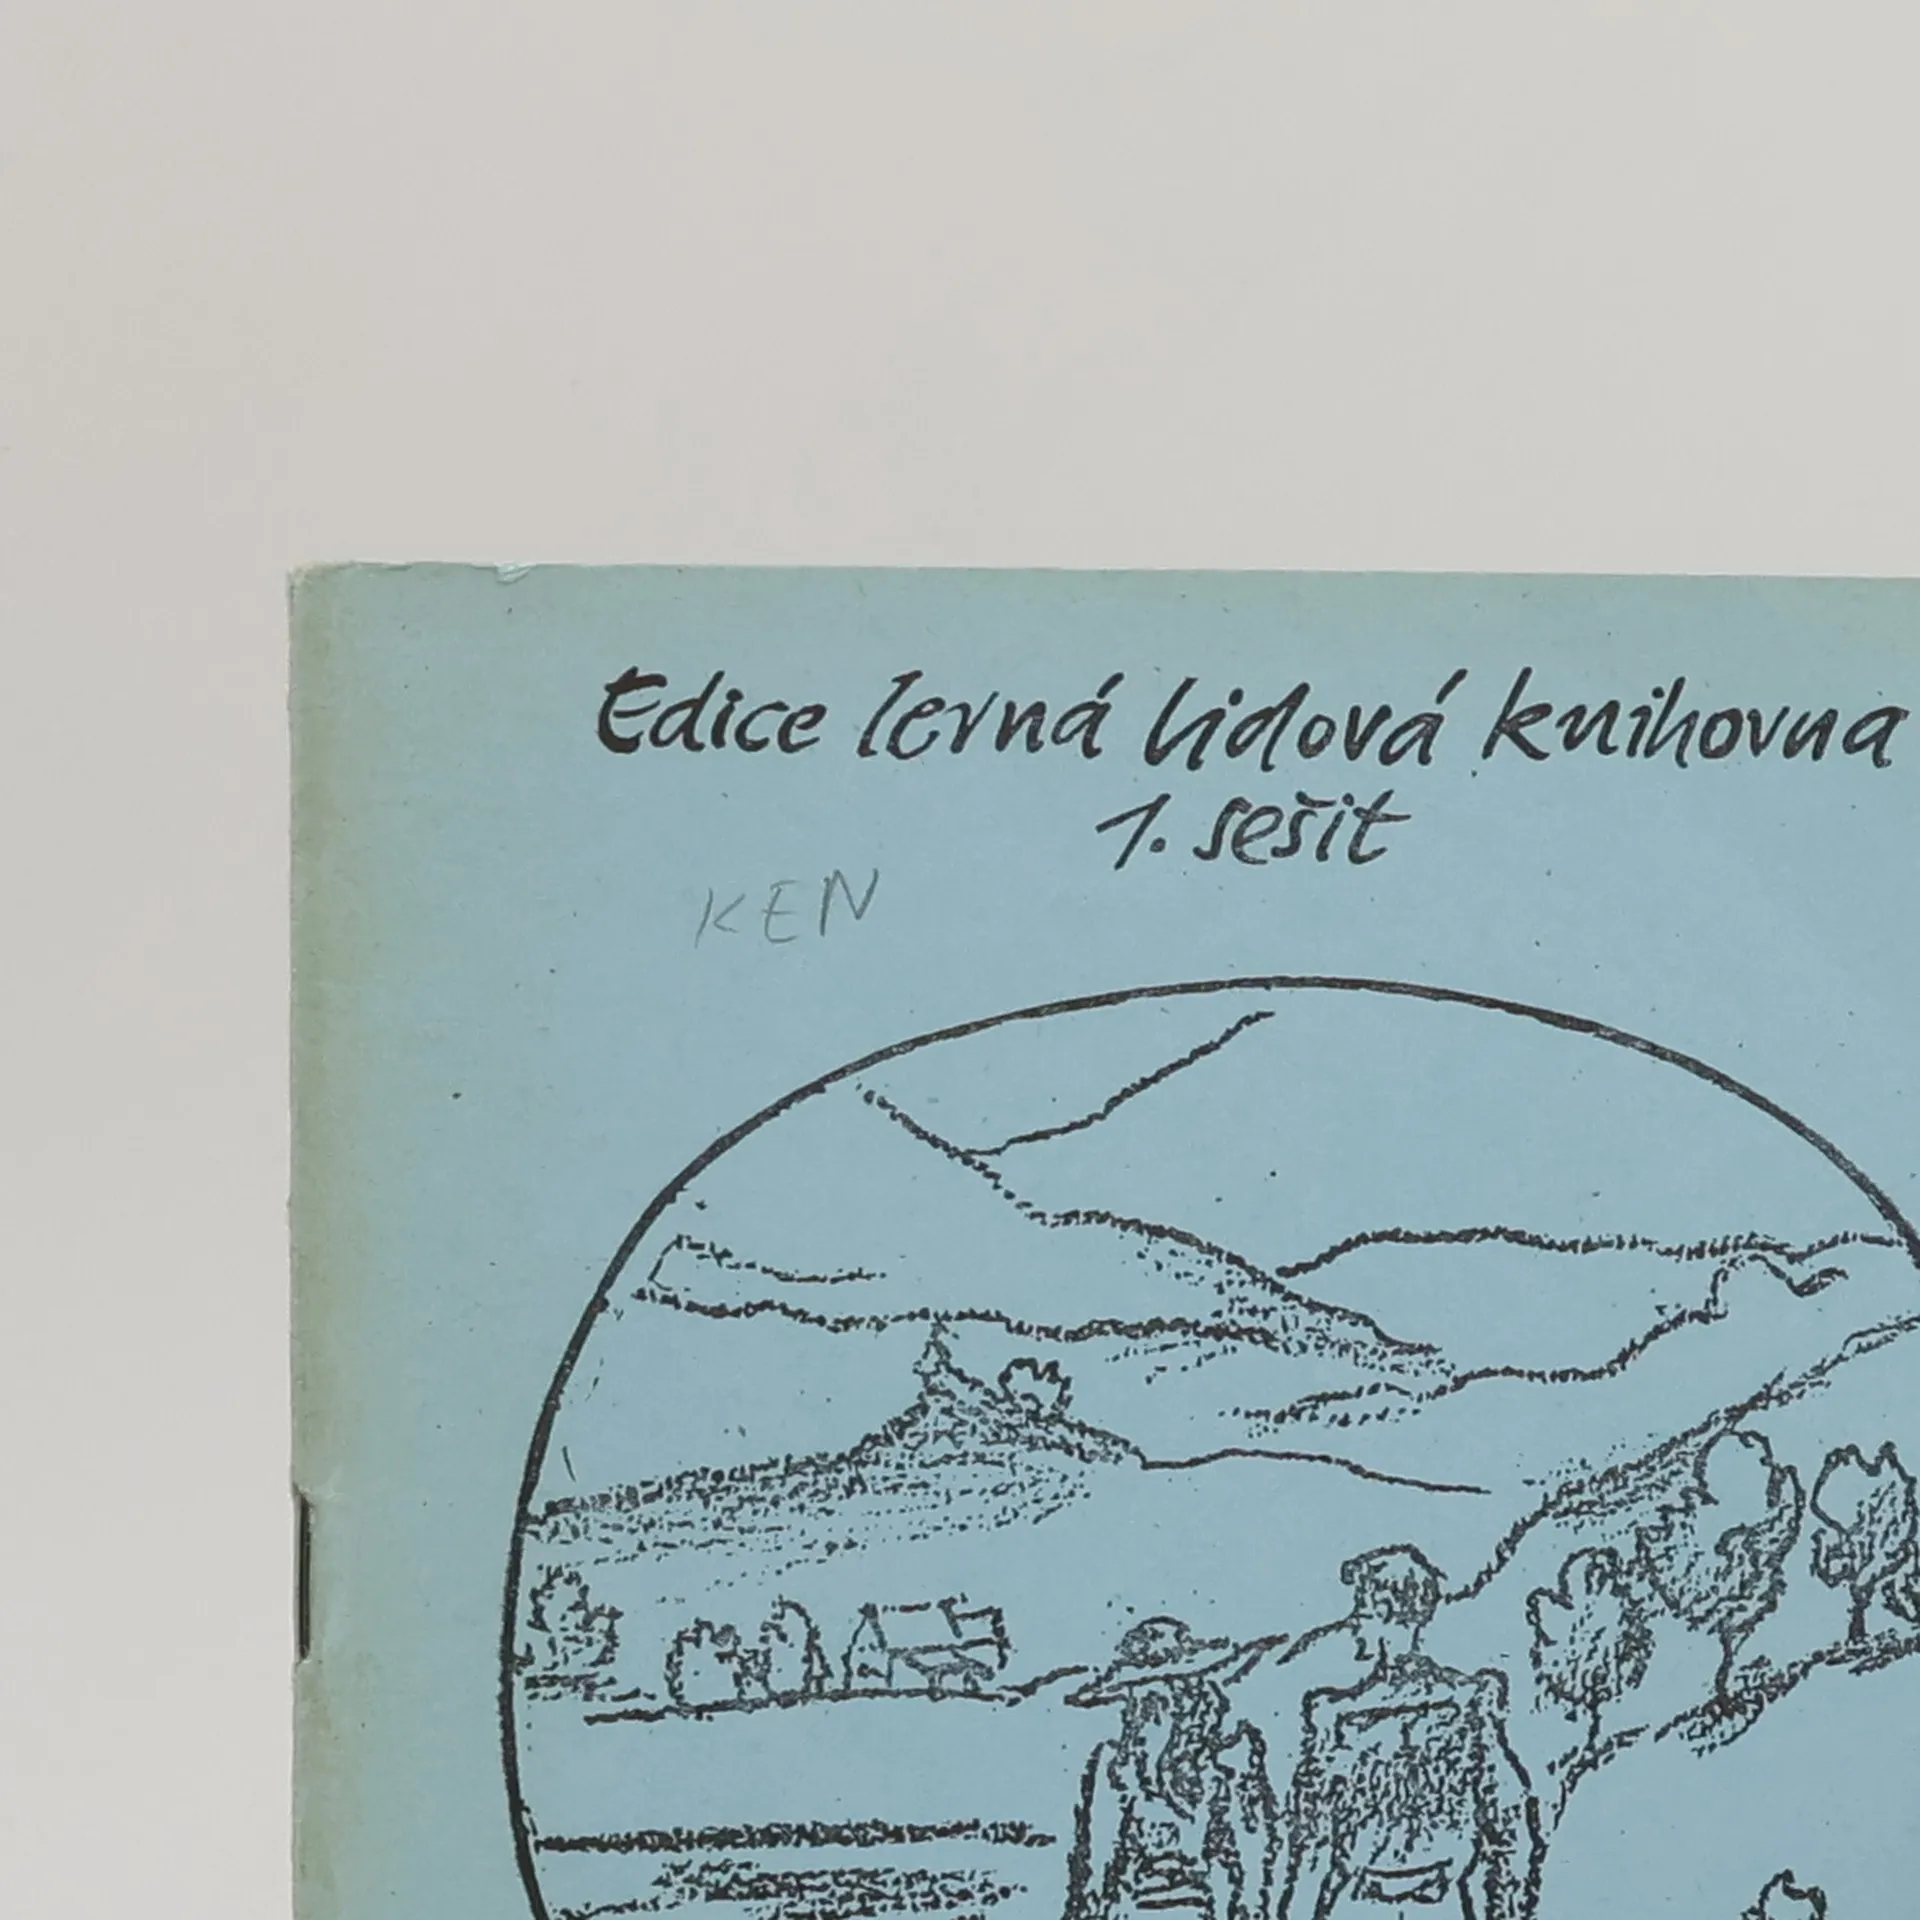 Edice levná lidová knihovna
1. sešit
KEN